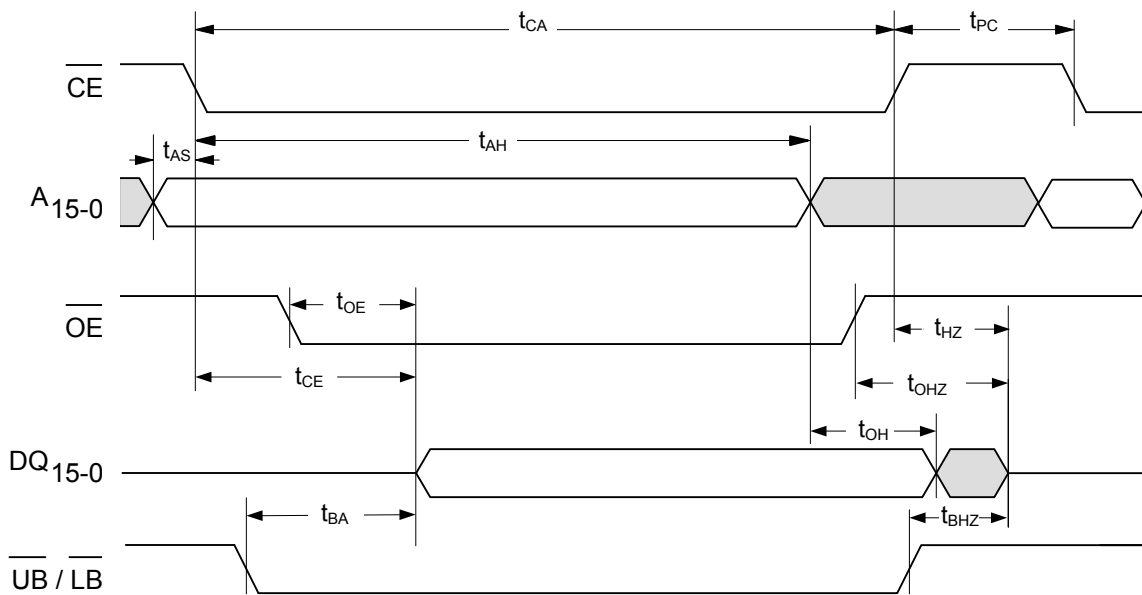 tCA
tPC
CE
tAH
tAS
A15-0
tOE
OE
tHZ
tCE
tOHZ
tOH
DQ15-0
tBA
tBHZ
UB / LB